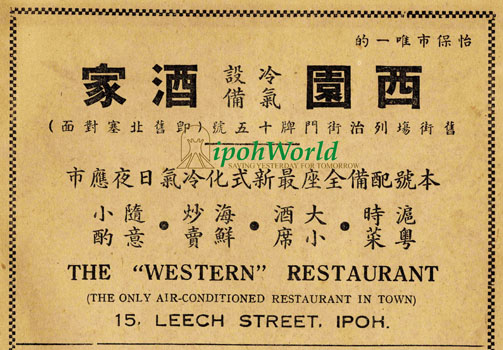 怡保市唯一的
西園 冷氣設備 酒家
舊街場列治街門牌十五號(即舊北塞對面)
ipohWorld
SAVING YESTERDAY FOR TOMORROW
本號配備全座最新式化冷氣日夜應市
滬粵時菜•大小酒席•海鮮炒賣•隨意小酌
THE "WESTERN" RESTAURANT
(THE ONLY AIR-CONDITIONED RESTAURANT IN TOWN)
15, LEECH STREET, IPOH.